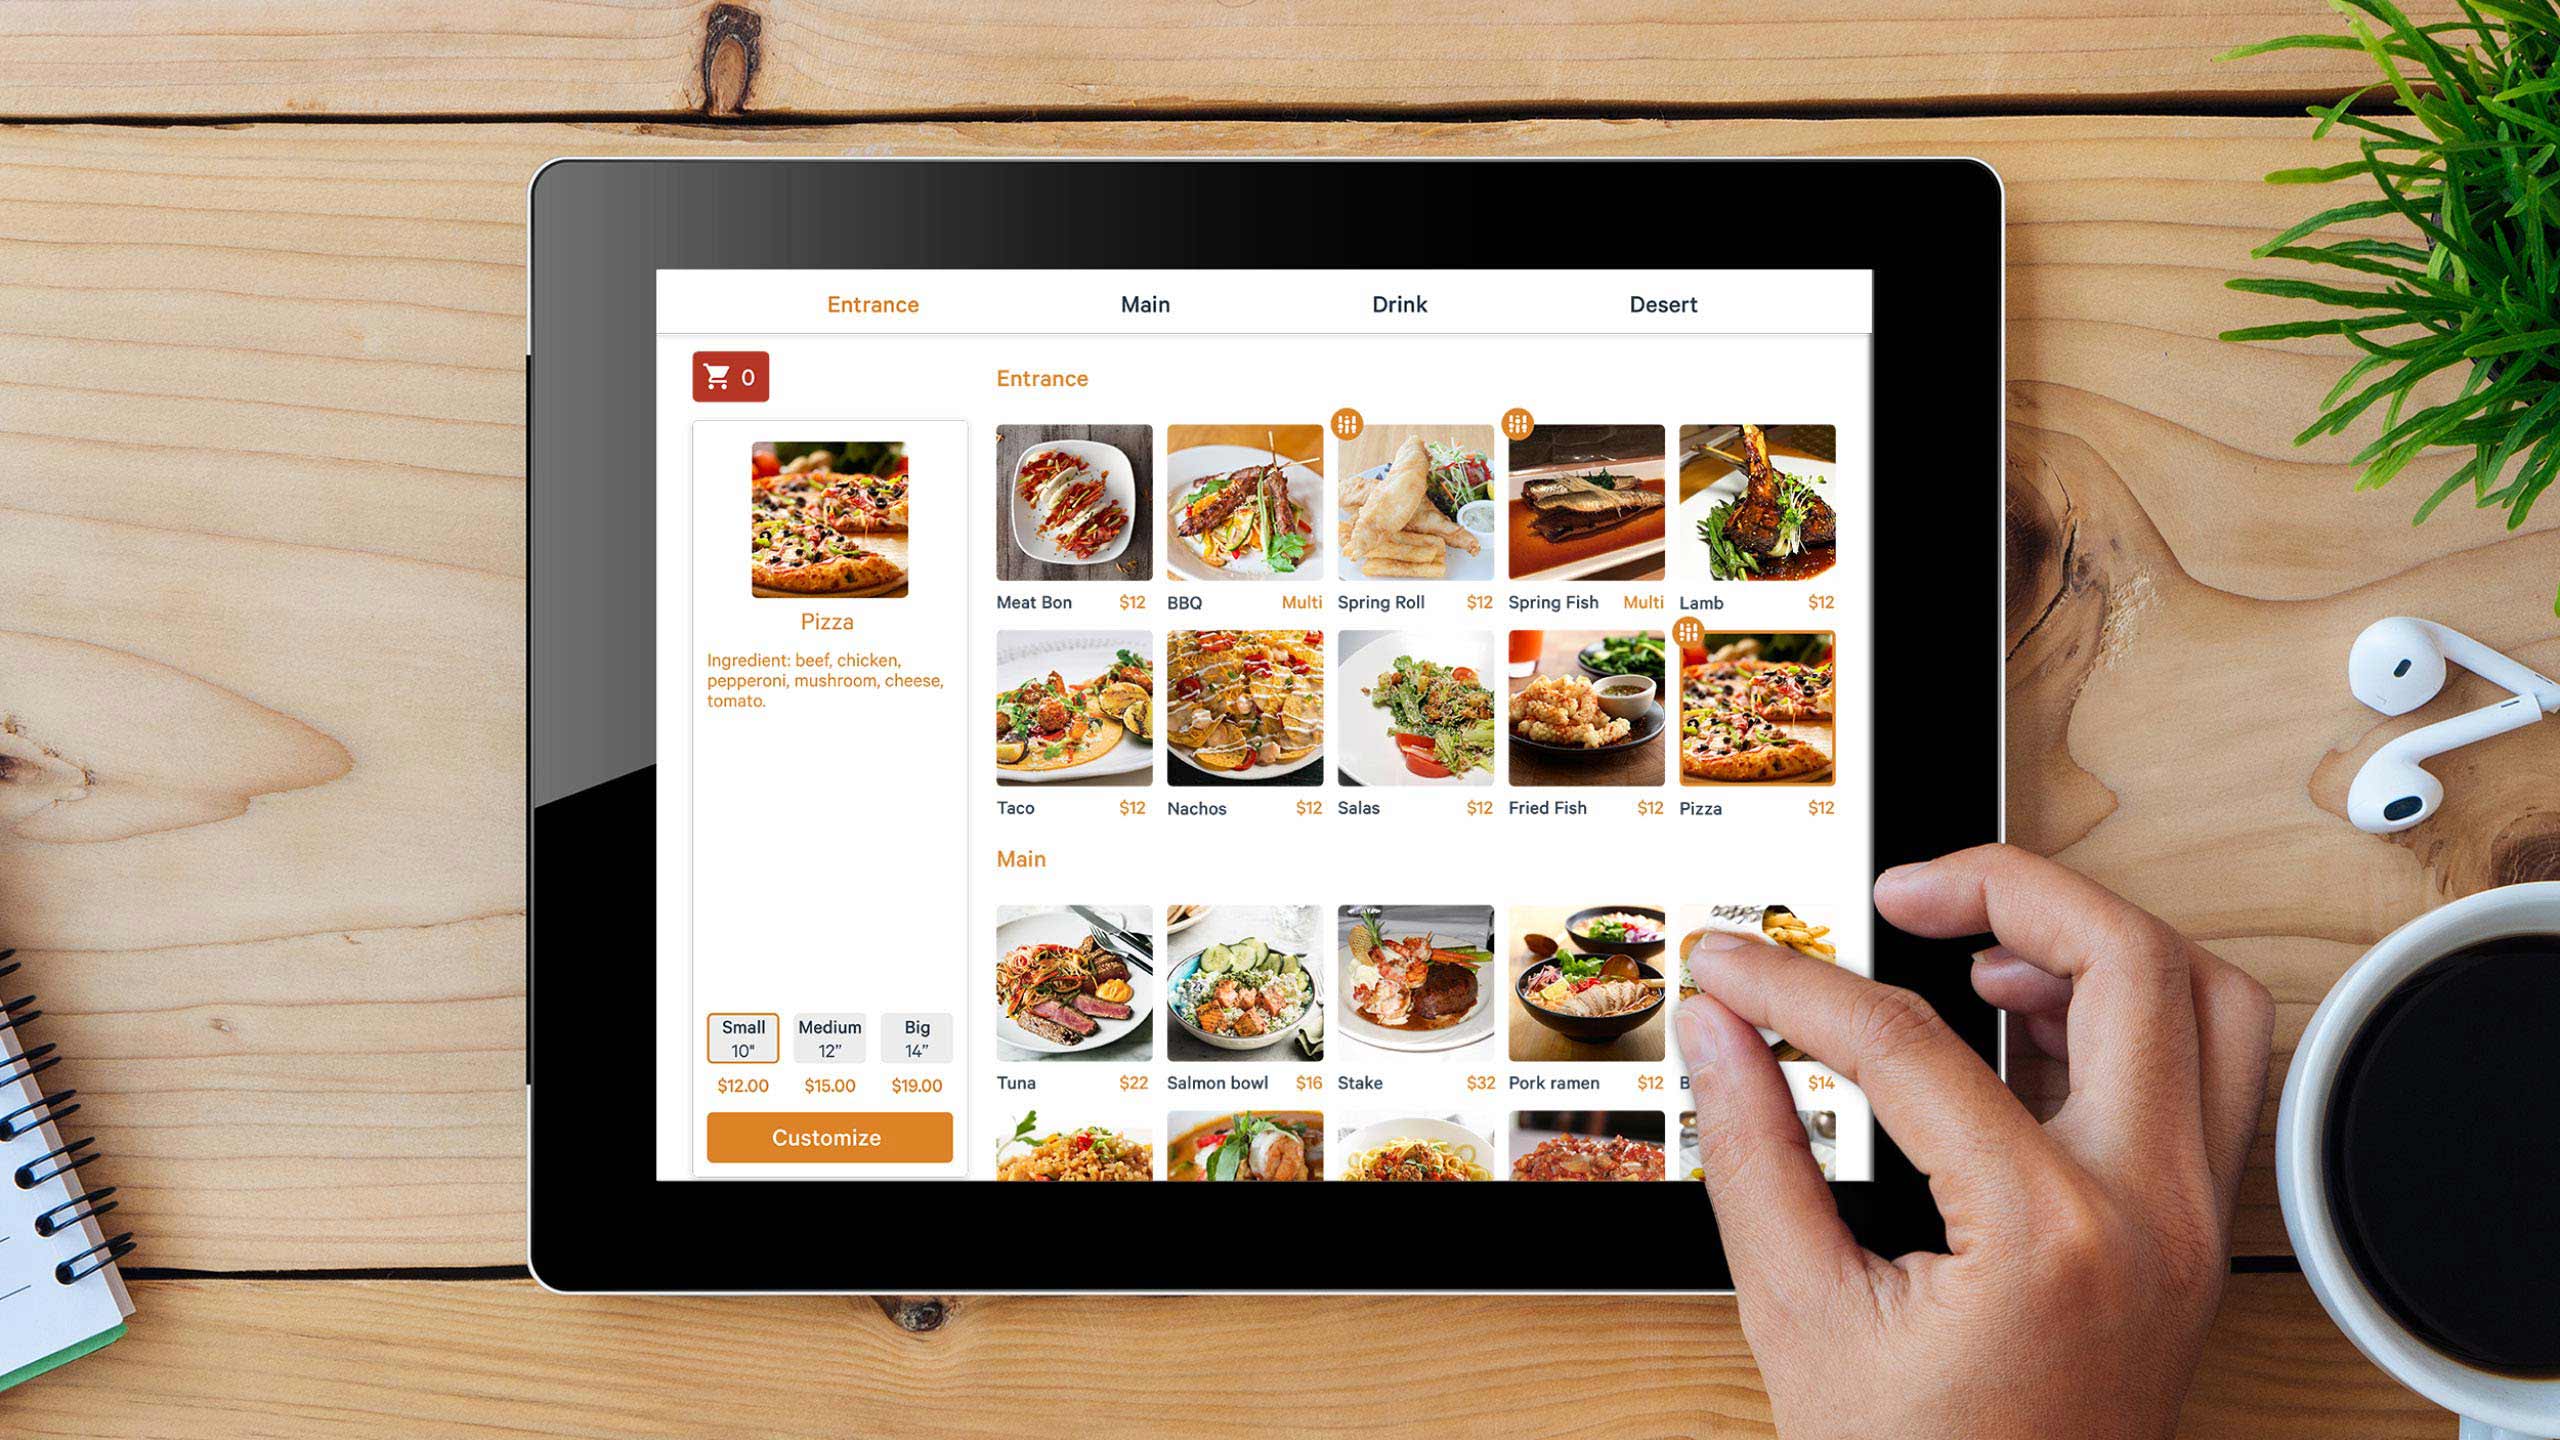 Entrance Main Drink Desert
0
Entrance
Pizza
Ingredient: beef, chicken,
pepperoni, mushroom, cheese,
tomato.
Small Medium Big
10" 12” 14”
$12.00 $15.00 $19.00
Customize
Meat Bon $12 BBQ Multi Spring Roll $12 Spring Fish Multi Lamb $12
Taco $12 Nachos $12 Salas $12 Fried Fish $12 Pizza $12
Main
Tuna $22 Salmon bowl $16 Stake $32 Pork ramen $12 $14